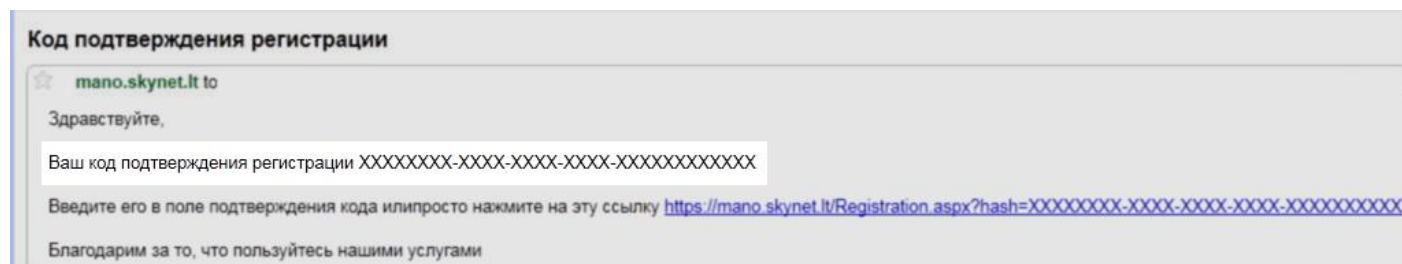 Код подтверждения регистрации
mano.skynet.lt to
Здравствуйте,
Ваш код подтверждения регистрации XXXXXXXX-XXXX-XXXX-XXXX-XXXXXXXXXXXX
Введите его в поле подтверждения кода илипросто нажмите на эту ссылку https://mano.skynet.lt/Registration.aspx?hash=XXXXXXXX-XXXX-XXXX-XXXX-XXXXXXXXXX
Благодарим за то, что пользуйтесь нашими услугами